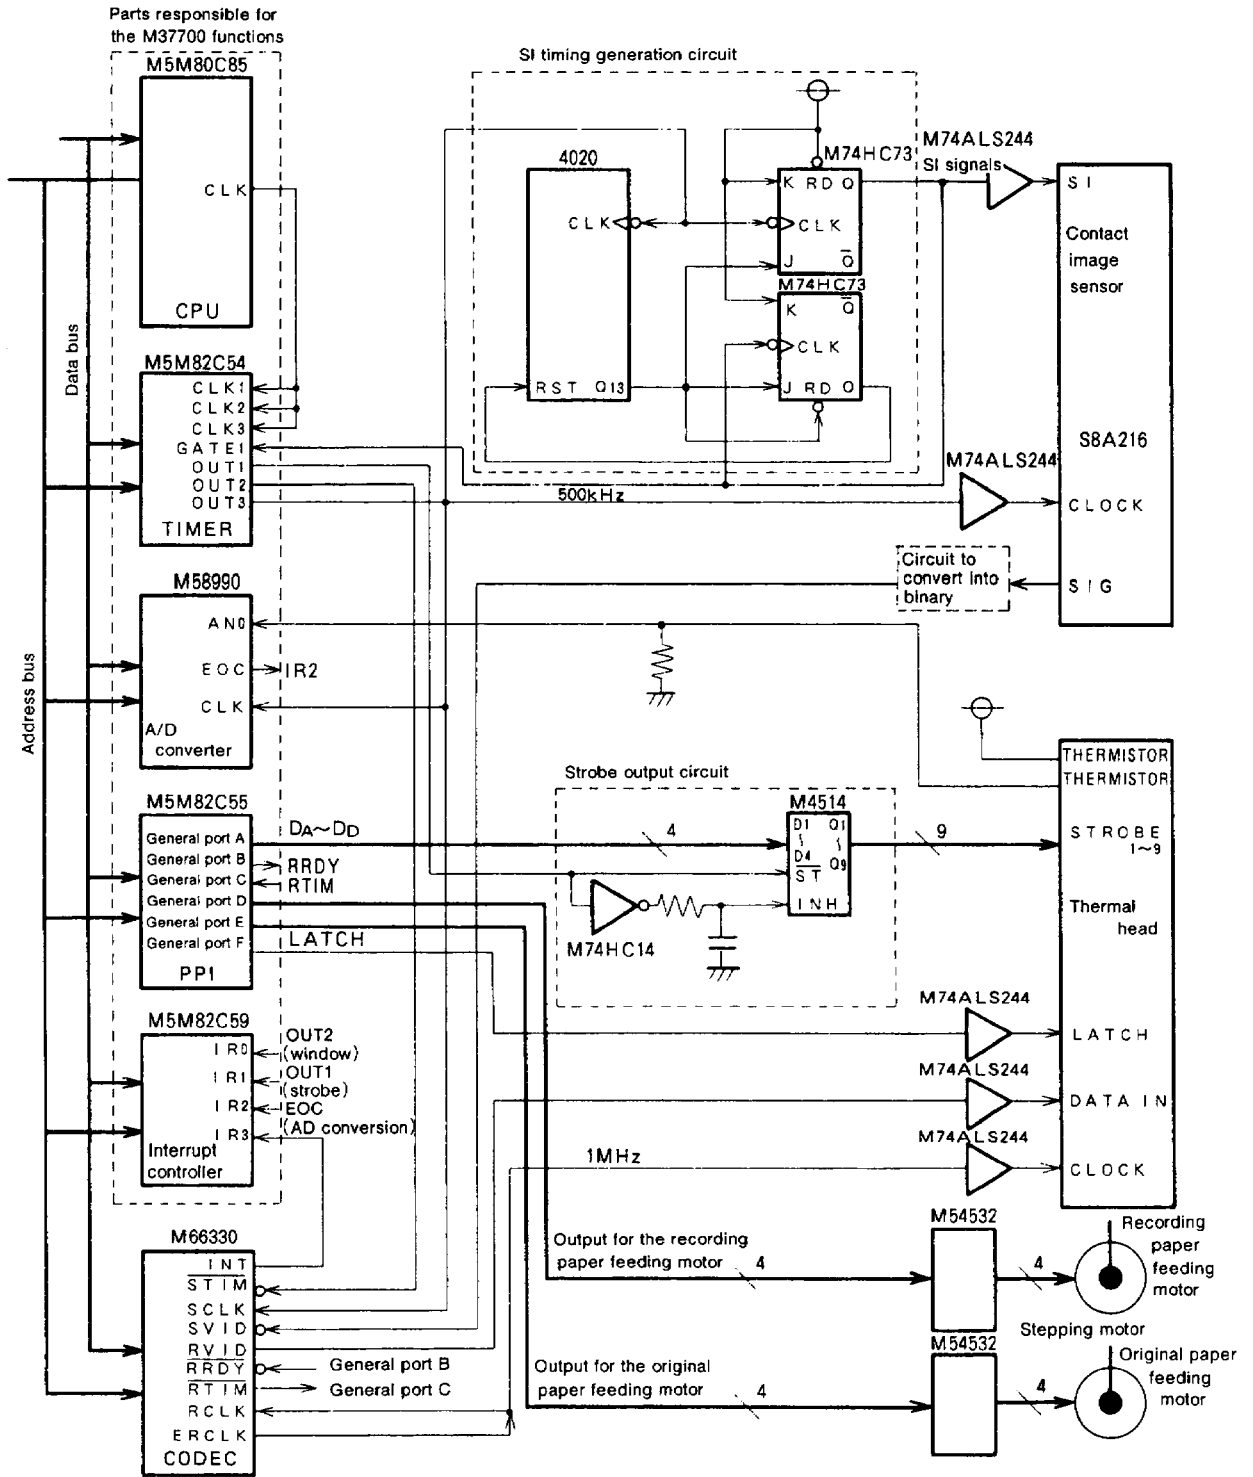 Parts responsible for
the M37700 functions
M5M80C85
CLK
CPU
Data bus
Address bus
M5M82C54
CLK1
CLK2
CLK3
GATE1
OUT1
OUT2
OUT3
TIMER
M58990
AN0
EOC
IR2
CLK
A/D
converter
M5M82C55
General port A
General port B
General port C
General port D
General port E
General port F
PPI
DA~DD
RRDY
RTIM
LATCH
M5M82C59
IR0
IR1
IR2
IR3
Interrupt
controller
OUT2
(window)
OUT1
(strobe)
EOC
(AD conversion)
M66330
INT
STIM
SCLK
SVID
RVID
RRDY
RTIM
RCLK
ERCLK
CODEC
General port B
General port C
SI timing generation circuit
4020
CLK
RST Q13
M74HC73
K RD Q
CLK
J Q
M74HC73
K Q
CLK
J RD Q
500kHz
M74ALS244
SI signals
SI
Contact
image
sensor
S8A216
M74ALS244
CLOCK
Circuit to
convert into
binary
SIG
Strobe output circuit
4
M4514
D1 Q1
D4 Q9
ST
INH
M74HC14
9
THERMISTOR
THERMISTOR
STROBE
1~9
Thermal
head
M74ALS244
LATCH
M74ALS244
DATA IN
M74ALS244
1MHz
CLOCK
Output for the recording
paper feeding motor
4
M54532
4
Recording
paper
feeding
motor
Stepping motor
Output for the original
paper feeding motor
4
M54532
4
Original paper
feeding
motor